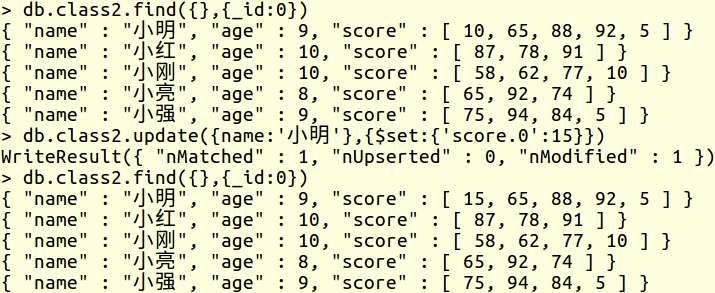 > db.class2.find({},{_id:0})
{ "name" : "小明", "age" : 9, "score" : [ 10, 65, 88, 92, 5 ] }
{ "name" : "小红", "age" : 10, "score" : [ 87, 78, 91 ] }
{ "name" : "小刚", "age" : 10, "score" : [ 58, 62, 77, 10 ] }
{ "name" : "小亮", "age" : 8, "score" : [ 65, 92, 74 ] }
{ "name" : "小强", "age" : 9, "score" : [ 75, 94, 84, 5 ] }
> db.class2.update({name:'小明'},{$set:{'score.0':15}})
WriteResult({ "nMatched" : 1, "nUpserted" : 0, "nModified" : 1 })
> db.class2.find({},{_id:0})
{ "name" : "小明", "age" : 9, "score" : [ 15, 65, 88, 92, 5 ] }
{ "name" : "小红", "age" : 10, "score" : [ 87, 78, 91 ] }
{ "name" : "小刚", "age" : 10, "score" : [ 58, 62, 77, 10 ] }
{ "name" : "小亮", "age" : 8, "score" : [ 65, 92, 74 ] }
{ "name" : "小强", "age" : 9, "score" : [ 75, 94, 84, 5 ] }